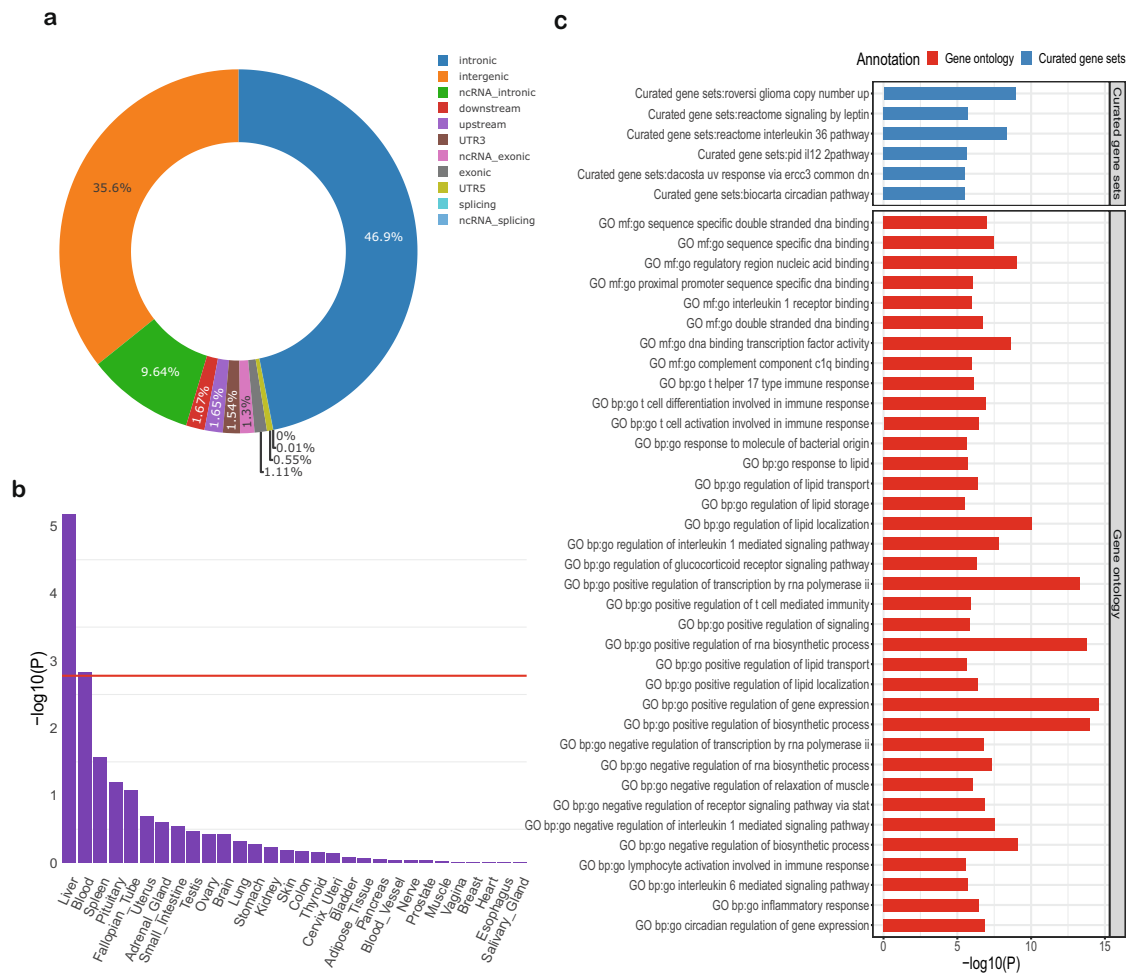 a
intronic
intergenic
ncRNA_intronic
downstream
upstream
UTR3
ncRNA_exonic
exonic
UTR5
splicing
ncRNA_splicing
35.6%
46.9%
9.64%
1.67%
1.65%
1.54%
1.3%
0%
0.01%
0.55%
1.11%
b
−log10(P)
5
3
2
1
0
Liver
Blood
Spleen
Pituitary
Fallopian_Tube
Uterus
Adrenal_Gland
Small_Intestine
Testis
Ovary
Brain
Lung
Stomach
Kidney
Skin
Colon
Thyroid
Cervix_Uteri
Bladder
Adipose_Tissue
Pancreas
Blood_Vessel
Nerve
Prostate
Muscle
Vagina
Breast
Heart
Esophagus
Salivary_Gland
c
Annotation Gene ontology Curated gene sets
Curated gene sets:roversi glioma copy number up
Curated gene sets:reactome signaling by leptin
Curated gene sets:reactome interleukin 36 pathway
Curated gene sets:pid il12 2pathway
Curated gene sets:dacosta uv response via ercc3 common dn
Curated gene sets:biocarta circadian pathway
Curated gene sets
GO mf:go sequence specific double stranded dna binding
GO mf:go sequence specific dna binding
GO mf:go regulatory region nucleic acid binding
GO mf:go proximal promoter sequence specific dna binding
GO mf:go interleukin 1 receptor binding
GO mf:go double stranded dna binding
GO mf:go dna binding transcription factor activity
GO mf:go complement component c1q binding
GO bp:go t helper 17 type immune response
GO bp:go t cell differentiation involved in immune response
GO bp:go t cell activation involved in immune response
GO bp:go response to molecule of bacterial origin
GO bp:go response to lipid
GO bp:go regulation of lipid transport
GO bp:go regulation of lipid storage
GO bp:go regulation of lipid localization
GO bp:go regulation of interleukin 1 mediated signaling pathway
GO bp:go regulation of glucocorticoid receptor signaling pathway
GO bp:go positive regulation of transcription by rna polymerase ii
GO bp:go positive regulation of t cell mediated immunity
GO bp:go positive regulation of signaling
GO bp:go positive regulation of rna biosynthetic process
GO bp:go positive regulation of lipid transport
GO bp:go positive regulation of lipid localization
GO bp:go positive regulation of gene expression
GO bp:go positive regulation of biosynthetic process
GO bp:go negative regulation of transcription by rna polymerase ii
GO bp:go negative regulation of rna biosynthetic process
GO bp:go negative regulation of relaxation of muscle
GO bp:go negative regulation of receptor signaling pathway via stat
GO bp:go negative regulation of interleukin 1 mediated signaling pathway
GO bp:go negative regulation of biosynthetic process
GO bp:go lymphocyte activation involved in immune response
GO bp:go interleukin 6 mediated signaling pathway
GO bp:go inflammatory response
GO bp:go circadian regulation of gene expression
Gene ontology
0 5 10 15
−log10(P)